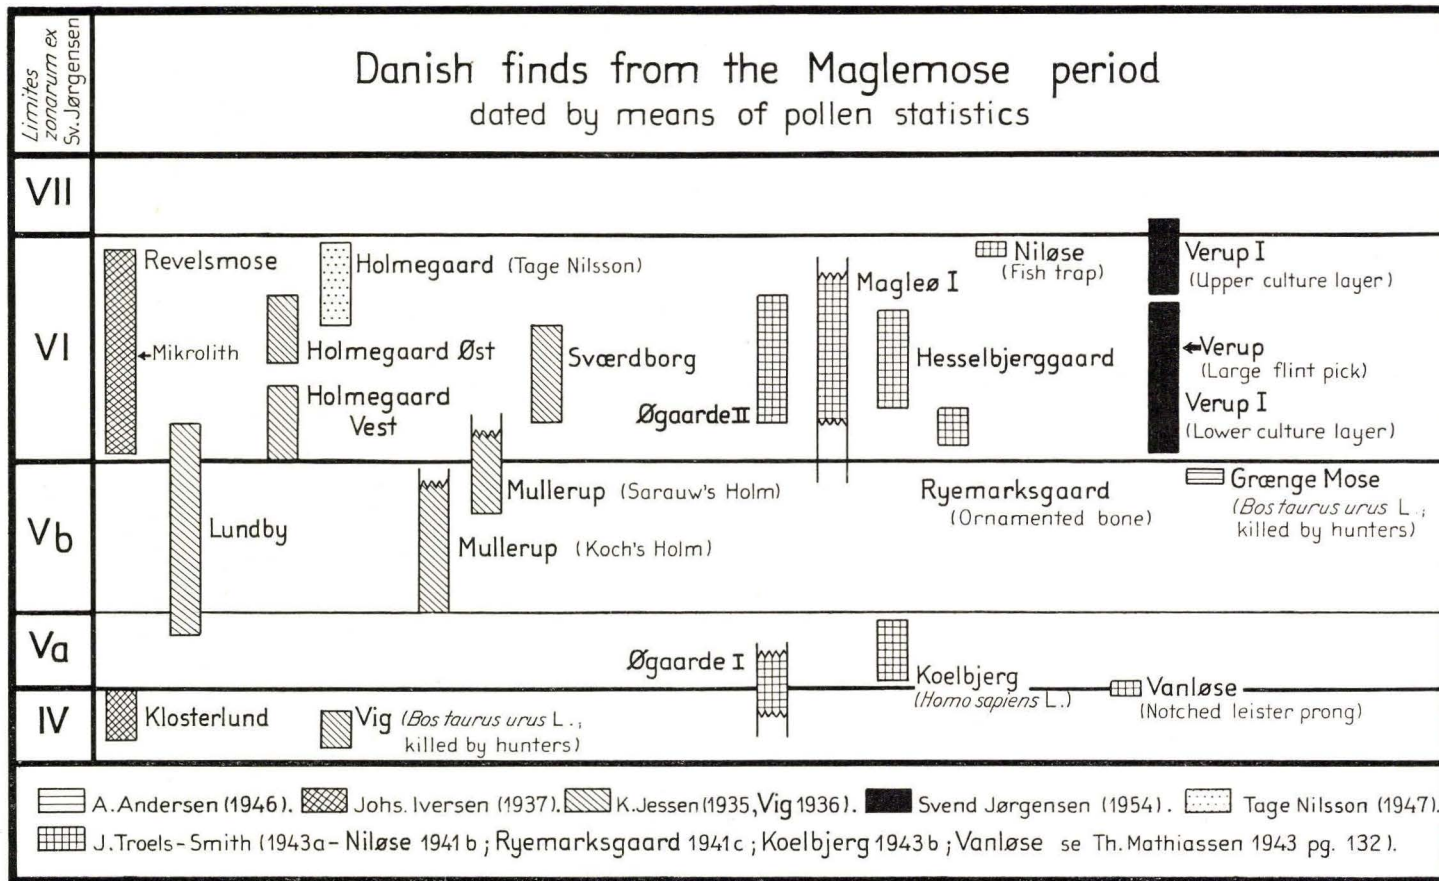 Limites
zonarum ex
Sv. Jørgensen
Danish finds from the Maglemose period
dated by means of pollen statistics
VII
VI
Revelsmose
Holmegaard (Tage Nilsson)
Magleø I
Niløse
(Fish trap)
Verup I
(Upper culture layer)
←Mikrolith
Holmegaard Øst
Sværdborg
Hesselbjerggaard
←Verup
(Large flint pick)
Holmegaard
Vest
Øgaarde II
Verup I
(Lower culture layer)
Vb
Lundby
Mullerup (Sarauw's Holm)
Mullerup (Koch's Holm)
Ryemarksgaard
(Ornamented bone)
Grænge Mose
(Bos taurus urus L.;
killed by hunters)
Va
Øgaarde I
Koelbjerg
(Homo sapiens L.)
Vanløse
(Notched leister prong)
IV
Klosterlund
Vig (Bos taurus urus L.;
killed by hunters)
A. Andersen (1946). Johs. Iversen (1937). K. Jessen (1935, Vig 1936). Svend Jørgensen (1954). Tage Nilsson (1947).
J. Troels-Smith (1943a - Niløse 1941 b; Ryemarksgaard 1941c; Koelbjerg 1943 b; Vanløse se Th. Mathiassen 1943 pg. 132).